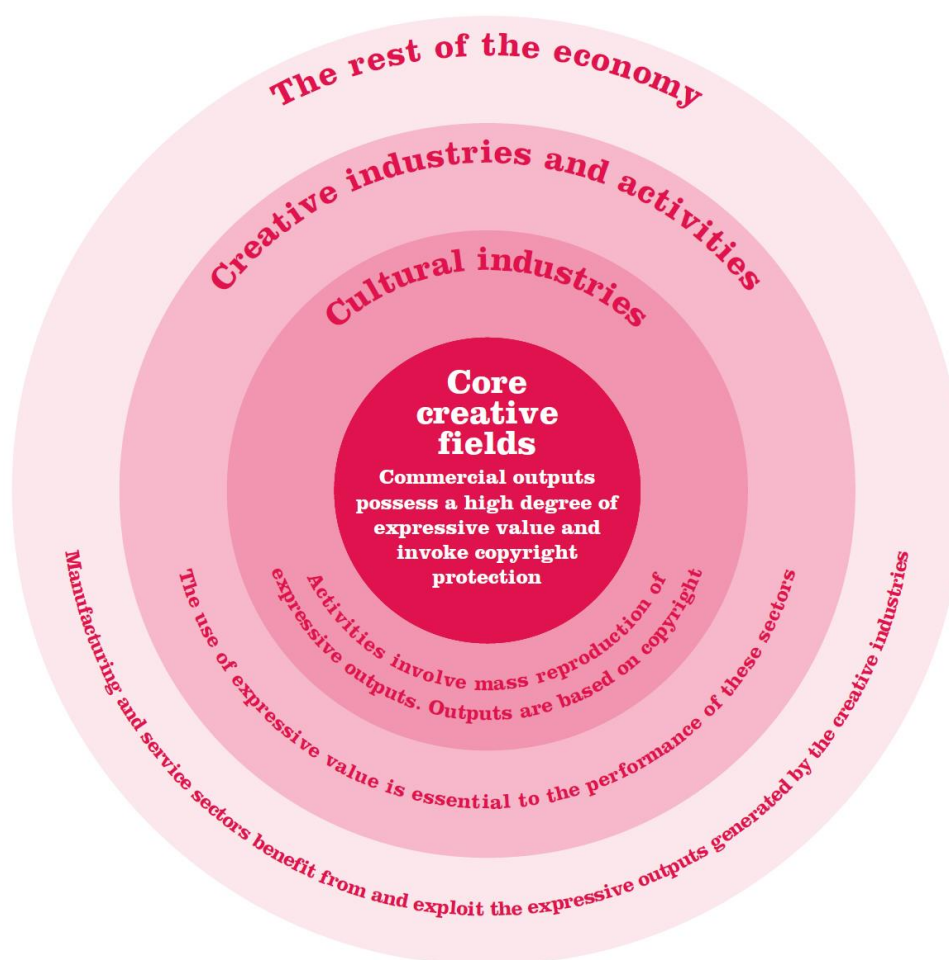 The rest of the economy
Creative industries and activities
Cultural industries
Core
creative
fields
Commercial outputs
possess a high degree of
expressive value and
invoke copyright
protection
Activities involve mass reproduction of
expressive outputs. Outputs are based on copyright
The use of expressive value is essential to the performance of these sectors
Manufacturing and service sectors benefit from and exploit the expressive outputs generated by the creative industries